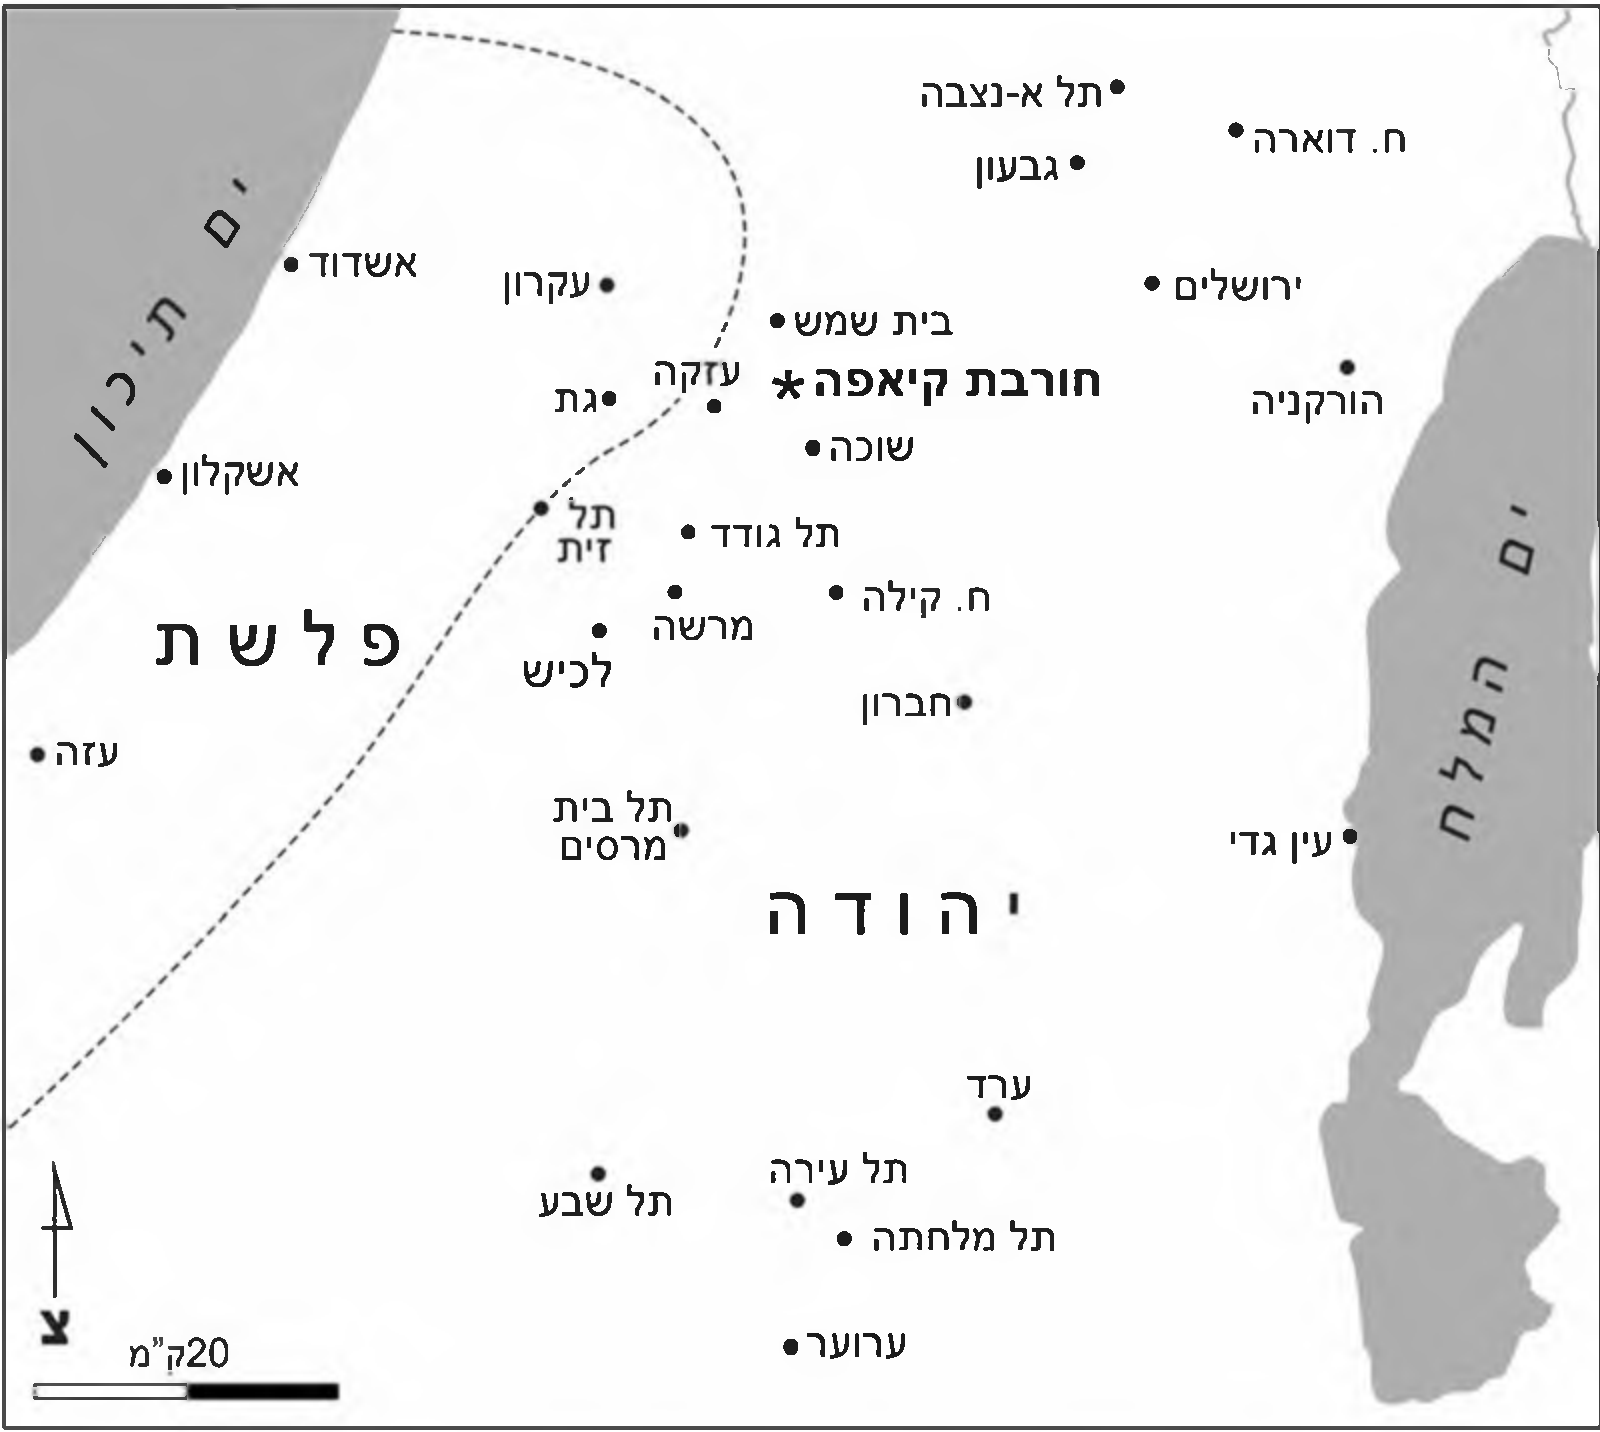 תל א-נצבה
ח. דוארה
גבעון
ים תיכון
אשדוד
עקרון
ירושלים
בית שמש
עזקה
חורבת קיאפה
הורקניה
גת
שוכה
אשקלון
תל
זית
תל גודד
ח. קילה
מרשה
פלשת
לכיש
חברון
ים המלח
עזה
תל בית
מרסים
עין גדי
יהודה
ערד
תל עירה
תל שבע
תל מלחתה
ערוער
צ
20ק"מ